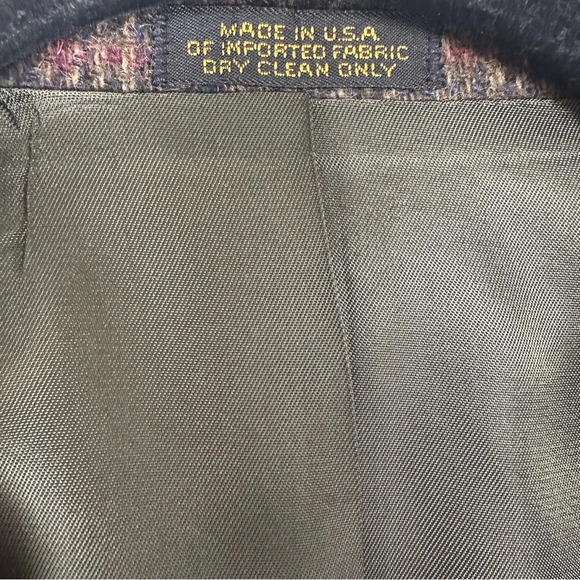 MADE IN U.S.A
OF IMPORTED FABRIC
DRY CLEAN ONLY